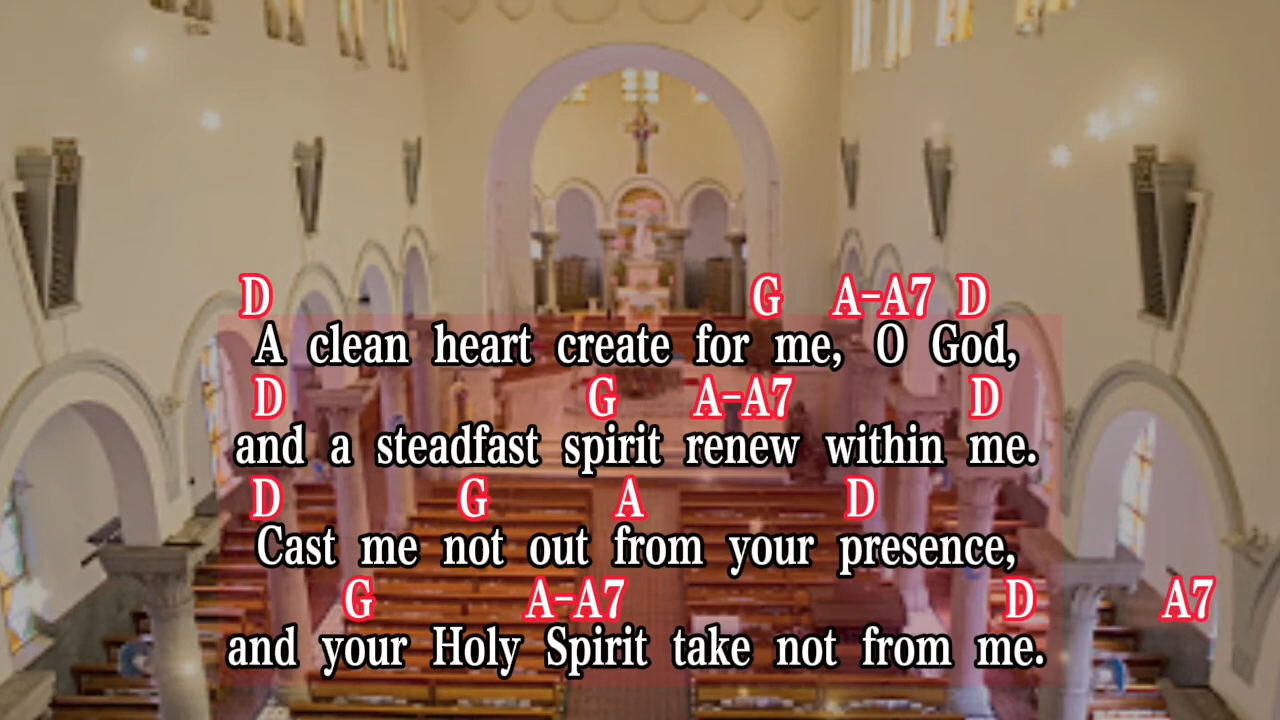 D G A-A7 D
A clean heart create for me, O God,
D G A-A7 D
and a steadfast spirit renew within me.
D G A D
Cast me not out from your presence,
G A-A7 D A7
and your Holy Spirit take not from me.